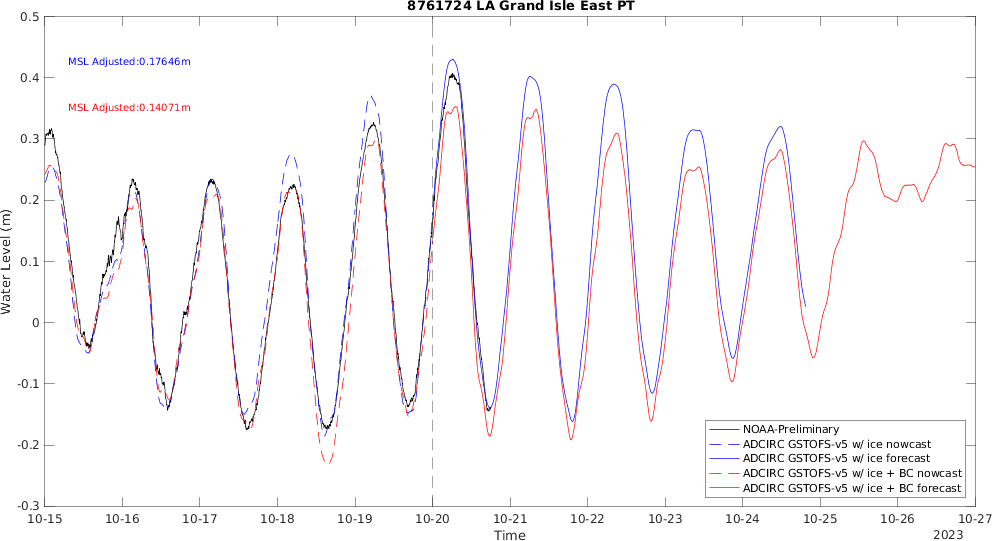 8761724 LA Grand Isle East PT
0.5
0.4
0.3
0.2
0.1
0
-0.1
-0.2
-0.3
Water Level (m)
MSL Adjusted:0.17646m
MSL Adjusted:0.14071m
NOAA-Preliminary
ADCIRC GSTOFS-v5 w/ ice nowcast
ADCIRC GSTOFS-v5 w/ ice forecast
ADCIRC GSTOFS-v5 w/ ice + BC nowcast
ADCIRC GSTOFS-v5 w/ ice + BC forecast
10-15 10-16 10-17 10-18 10-19 10-20 10-21 10-22 10-23 10-24 10-25 10-26 10-27
Time
2023